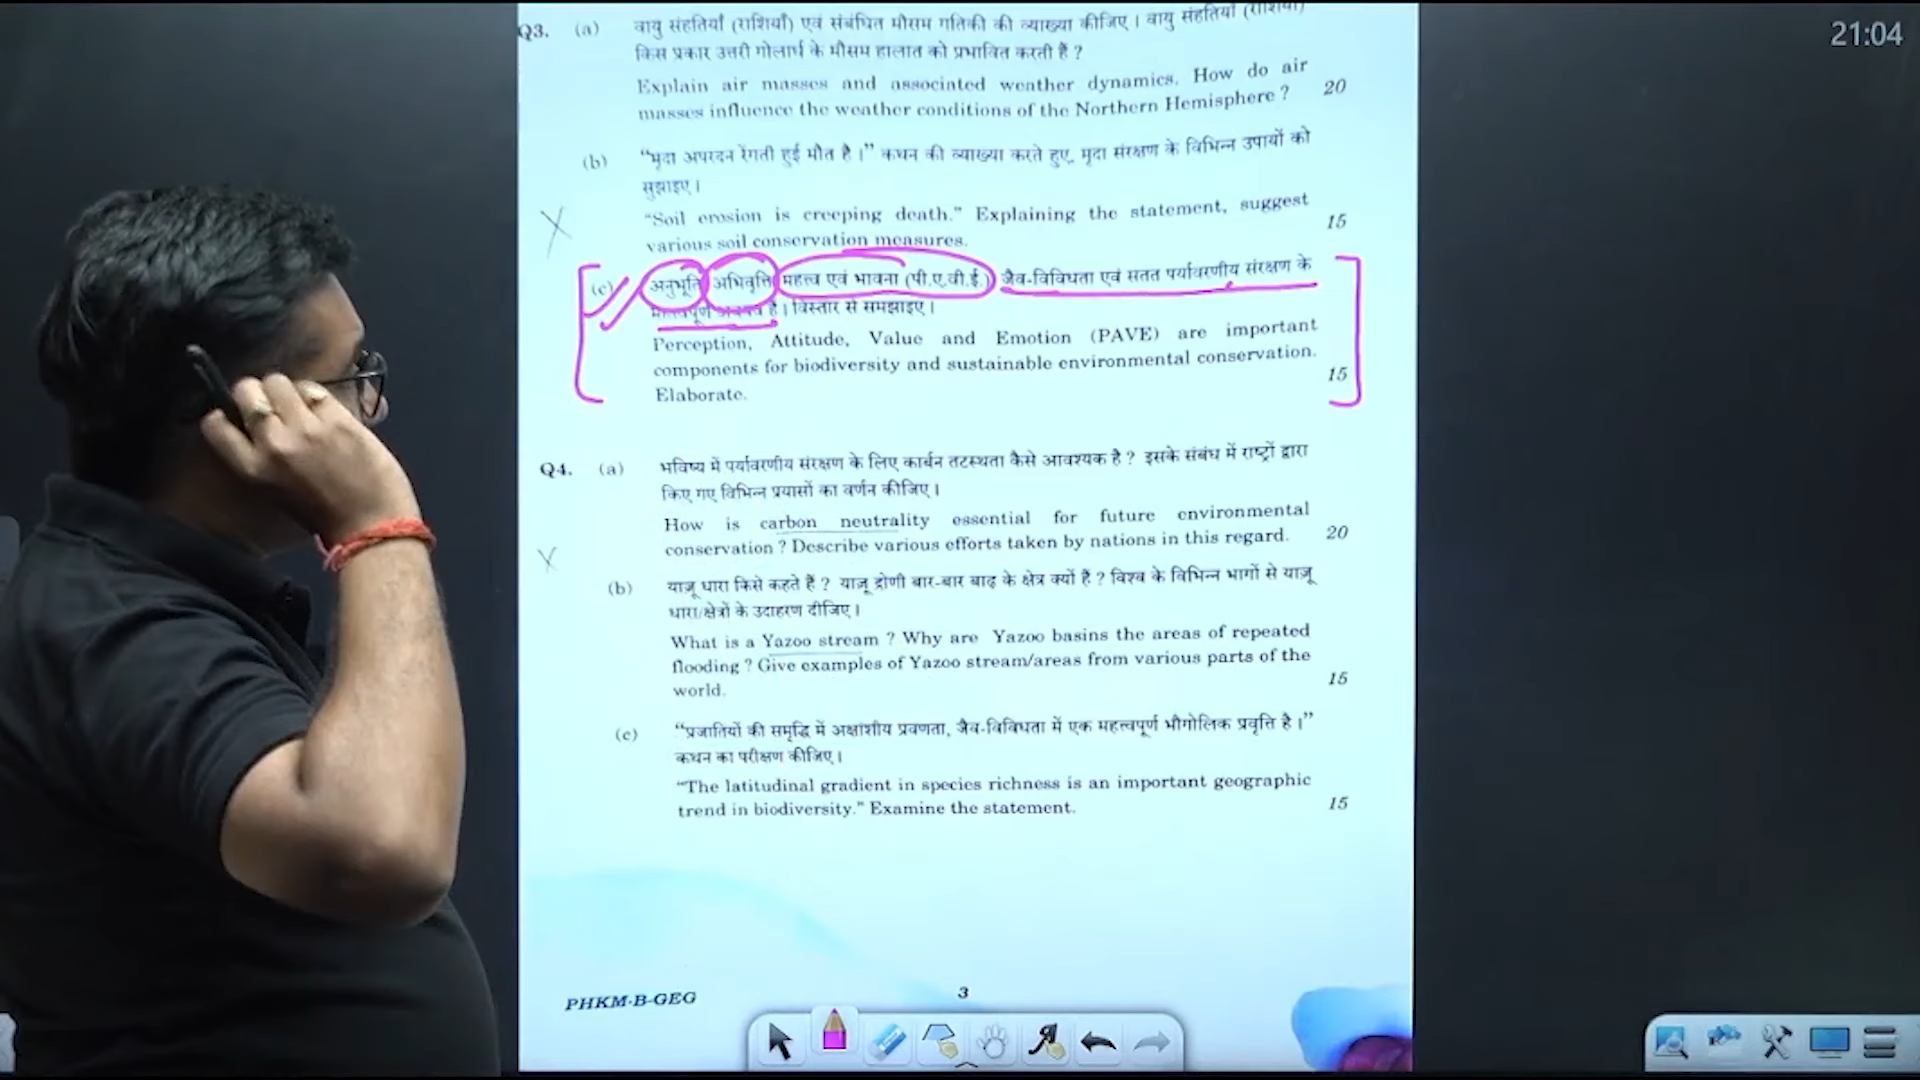 21:04
Q3. (a) वायु संहतियाँ (राशियाँ) एवं संबंधित मौसम गतिकी की व्याख्या कीजिए । वायु संहतियाँ (राशियाँ)
किस प्रकार उत्तरी गोलार्ध के मौसम हालात को प्रभावित करती हैं ?
Explain air masses and associated weather dynamics. How do air
masses influence the weather conditions of the Northern Hemisphere ? 20
(b) “मृदा अपरदन रेंगती हुई मौत है ।” कथन की व्याख्या करते हुए, मृदा संरक्षण के विभिन्न उपायों को
सुझाइए ।
“Soil erosion is creeping death.” Explaining the statement, suggest
various soil conservation measures. 15
(c) अनुभूति अभिवृत्ति महत्त्व एवं भावना (पी.ए.वी.ई.) जैव-विविधता एवं सतत पर्यावरणीय संरक्षण के
है । विस्तार से समझाइए ।
Perception, Attitude, Value and Emotion (PAVE) are important
components for biodiversity and sustainable environmental conservation.
Elaborate. 15
Q4. (a) भविष्य में पर्यावरणीय संरक्षण के लिए कार्बन तटस्थता कैसे आवश्यक है ? इसके संबंध में राष्ट्रों द्वारा
किए गए विभिन्न प्रयासों का वर्णन कीजिए ।
How is carbon neutrality essential for future environmental
conservation ? Describe various efforts taken by nations in this regard. 20
(b) याज़ू धारा किसे कहते हैं ? याज़ू द्रोणी बार-बार बाढ़ के क्षेत्र क्यों हैं ? विश्व के विभिन्न भागों से याज़ू
धारा/क्षेत्रों के उदाहरण दीजिए ।
What is a Yazoo stream ? Why are Yazoo basins the areas of repeated
flooding ? Give examples of Yazoo stream/areas from various parts of the
world. 15
(c) “प्रजातियों की समृद्धि में अक्षांशीय प्रवणता, जैव-विविधता में एक महत्त्वपूर्ण भौगोलिक प्रवृत्ति है ।”
कथन का परीक्षण कीजिए ।
“The latitudinal gradient in species richness is an important geographic
trend in biodiversity.” Examine the statement. 15
PHKM-B-GEG 3